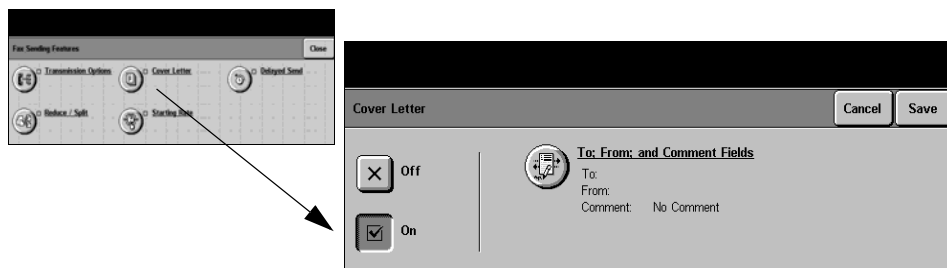 Fax Sending Features Close
Transmission Options Cover Letter Delayed Send
Reduce / Split Starting Rate
Cover Letter Cancel Save
Off
On
To; From; and Comment Fields
To:
From:
Comment: No Comment